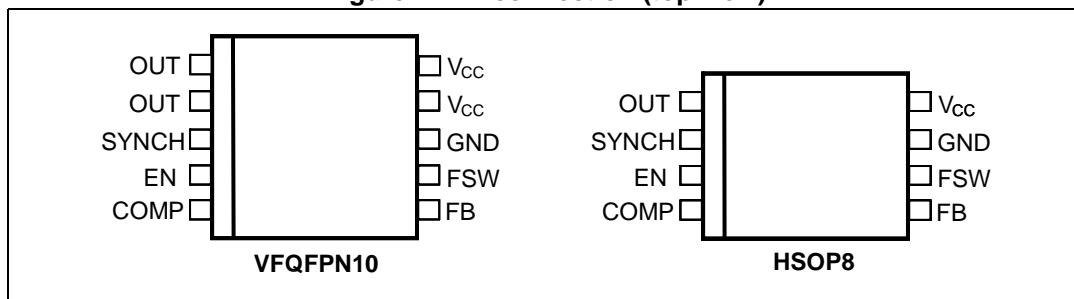 OUT
OUT
SYNCH
EN
COMP
VCC
VCC
GND
FSW
FB
VFQFPN10
OUT
SYNCH
EN
COMP
VCC
GND
FSW
FB
HSOP8